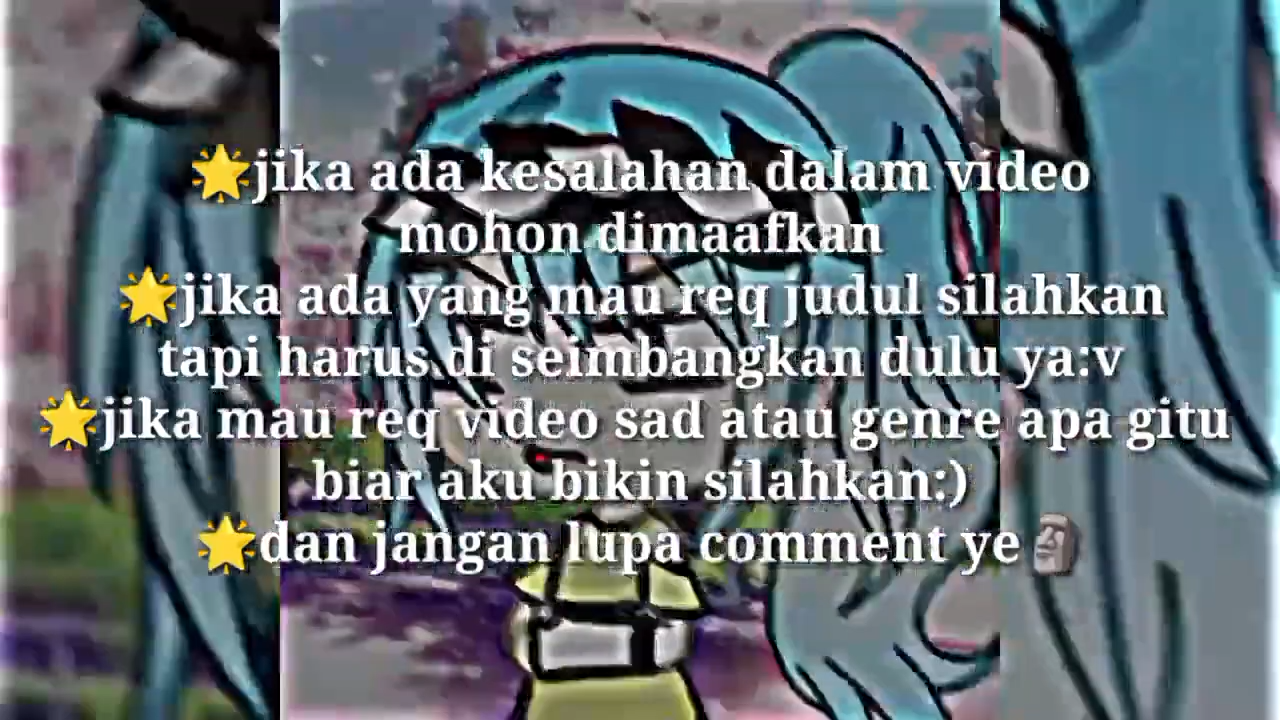 🌟jika ada kesalahan dalam video
mohon dimaafkan
🌟jika ada yang mau req judul silahkan
tapi harus di seimbangkan dulu ya:v
🌟jika mau req video sad atau genre apa gitu
biar aku bikin silahkan:)
🌟dan jangan lupa comment ye🗿